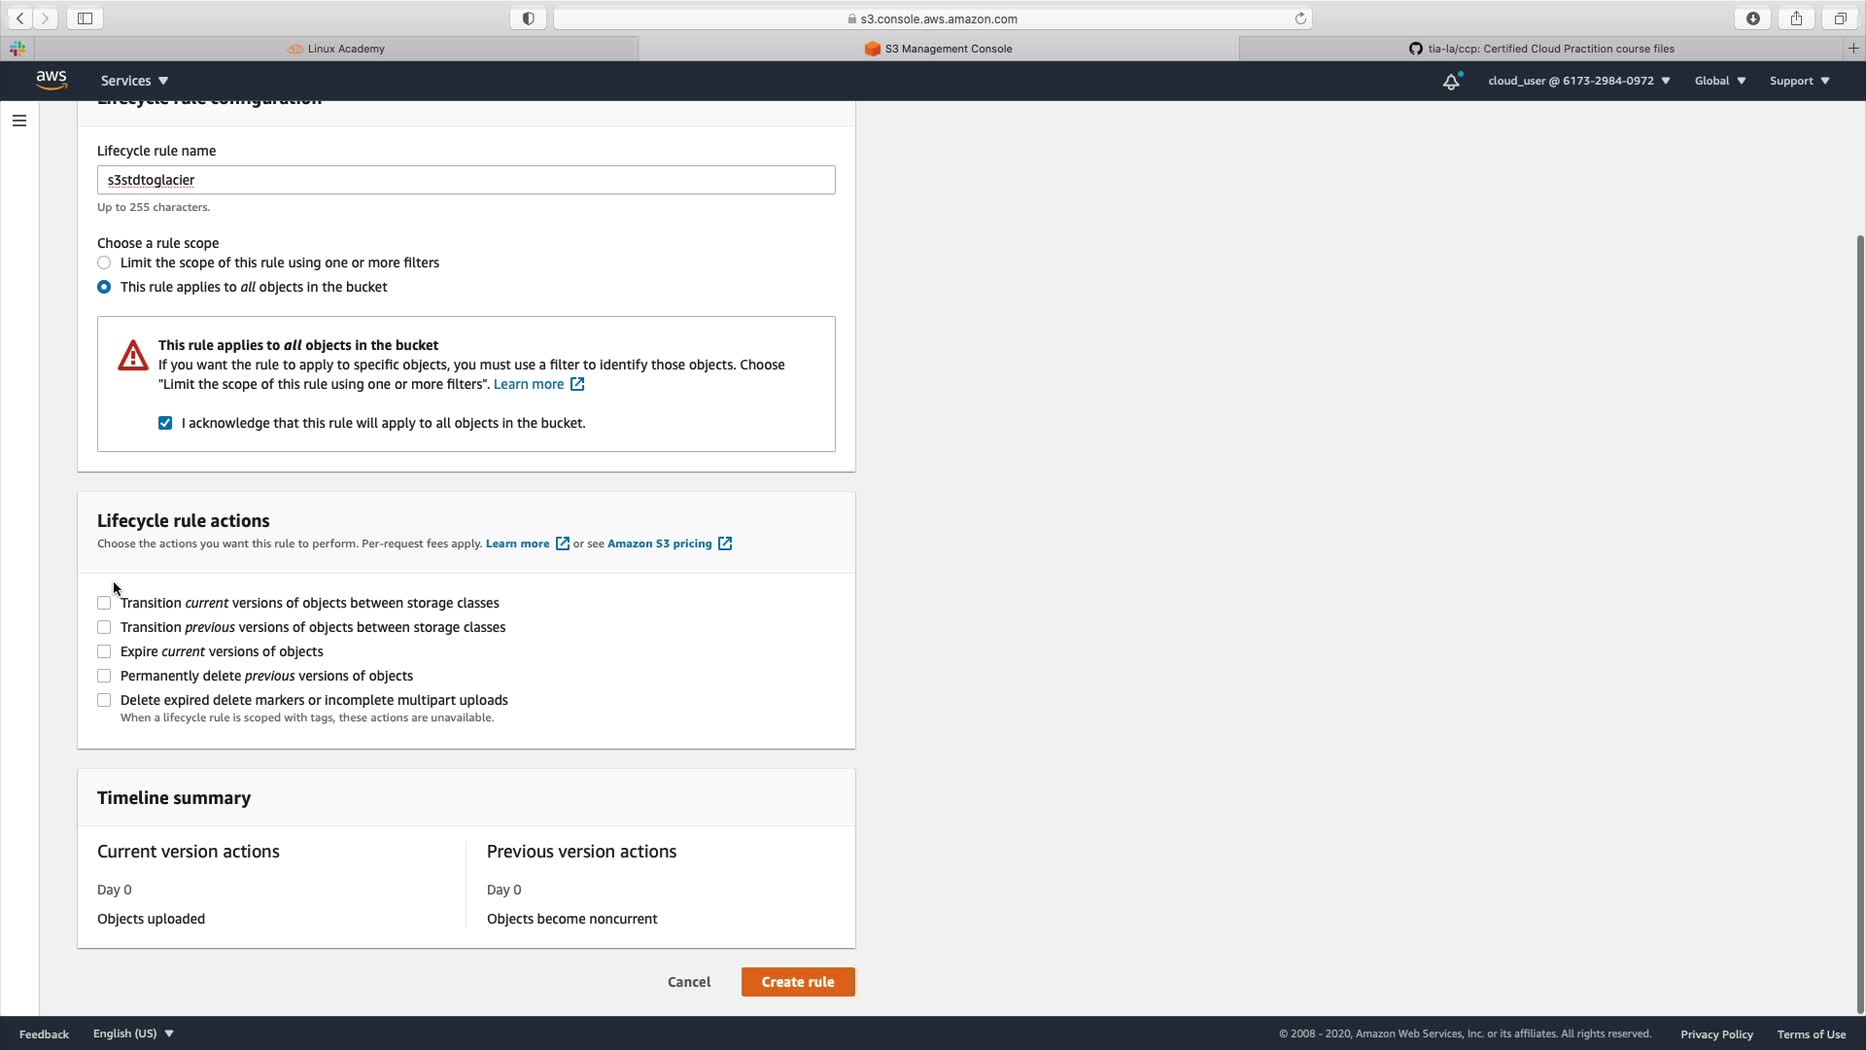 s3.console.aws.amazon.com
Linux Academy
S3 Management Console
tia-la/ccp: Certified Cloud Practition course files
aws
Services
cloud_user @ 6173-2984-0972
Global
Support
Lifecycle rule configuration
Lifecycle rule name
s3stdtoglacier
Up to 255 characters.
Choose a rule scope
Limit the scope of this rule using one or more filters
This rule applies to all objects in the bucket
This rule applies to all objects in the bucket
If you want the rule to apply to specific objects, you must use a filter to identify those objects. Choose
"Limit the scope of this rule using one or more filters". Learn more
I acknowledge that this rule will apply to all objects in the bucket.
Lifecycle rule actions
Choose the actions you want this rule to perform. Per-request fees apply. Learn more or see Amazon S3 pricing
Transition current versions of objects between storage classes
Transition previous versions of objects between storage classes
Expire current versions of objects
Permanently delete previous versions of objects
Delete expired delete markers or incomplete multipart uploads
When a lifecycle rule is scoped with tags, these actions are unavailable.
Timeline summary
Current version actions
Day 0
Objects uploaded
Previous version actions
Day 0
Objects become noncurrent
Cancel
Create rule
Feedback
English (US)
© 2008 - 2020, Amazon Web Services, Inc. or its affiliates. All rights reserved.
Privacy Policy
Terms of Use